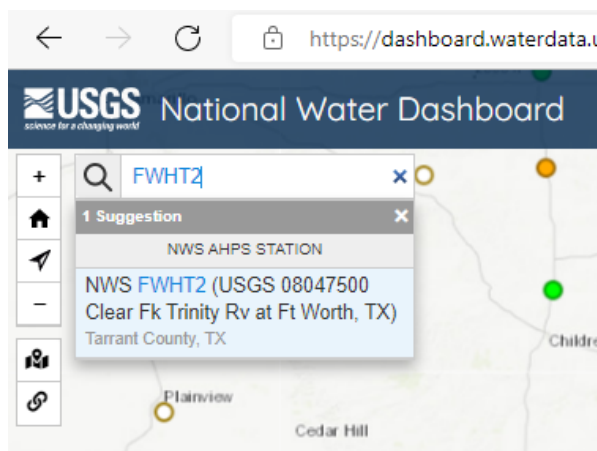 https://dashboard.waterdata.u
USGS
science for a changing world
National Water Dashboard
+
FWHT2
1 Suggestion
NWS AHPS STATION
NWS FWHT2 (USGS 08047500
Clear Fk Trinity Rv at Ft Worth, TX)
Tarrant County, TX
−
Childre
Plainview
Cedar Hill